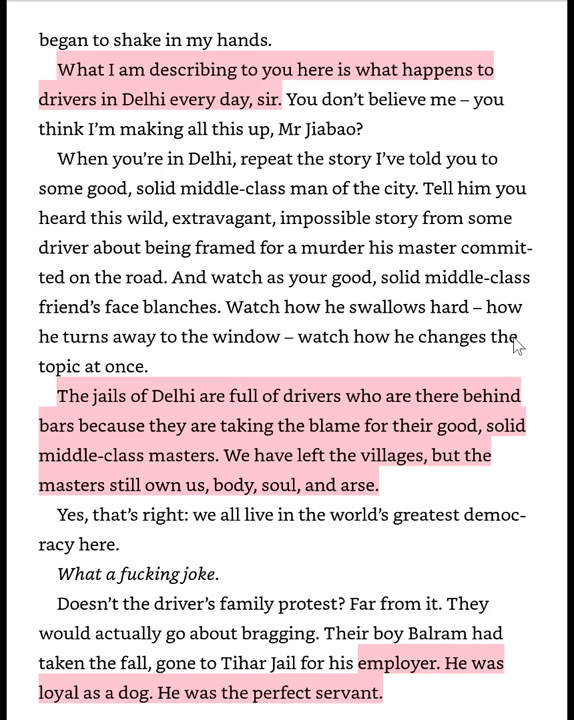 began to shake in my hands.
What I am describing to you here is what happens to
drivers in Delhi every day, sir. You don't believe me – you
think I'm making all this up, Mr Jiabao?
When you're in Delhi, repeat the story I've told you to
some good, solid middle-class man of the city. Tell him you
heard this wild, extravagant, impossible story from some
driver about being framed for a murder his master commit-
ted on the road. And watch as your good, solid middle-class
friend's face blanches. Watch how he swallows hard – how
he turns away to the window – watch how he changes the
topic at once.
The jails of Delhi are full of drivers who are there behind
bars because they are taking the blame for their good, solid
middle-class masters. We have left the villages, but the
masters still own us, body, soul, and arse.
Yes, that's right: we all live in the world's greatest democ-
racy here.
What a fucking joke.
Doesn't the driver's family protest? Far from it. They
would actually go about bragging. Their boy Balram had
taken the fall, gone to Tihar Jail for his employer. He was
loyal as a dog. He was the perfect servant.